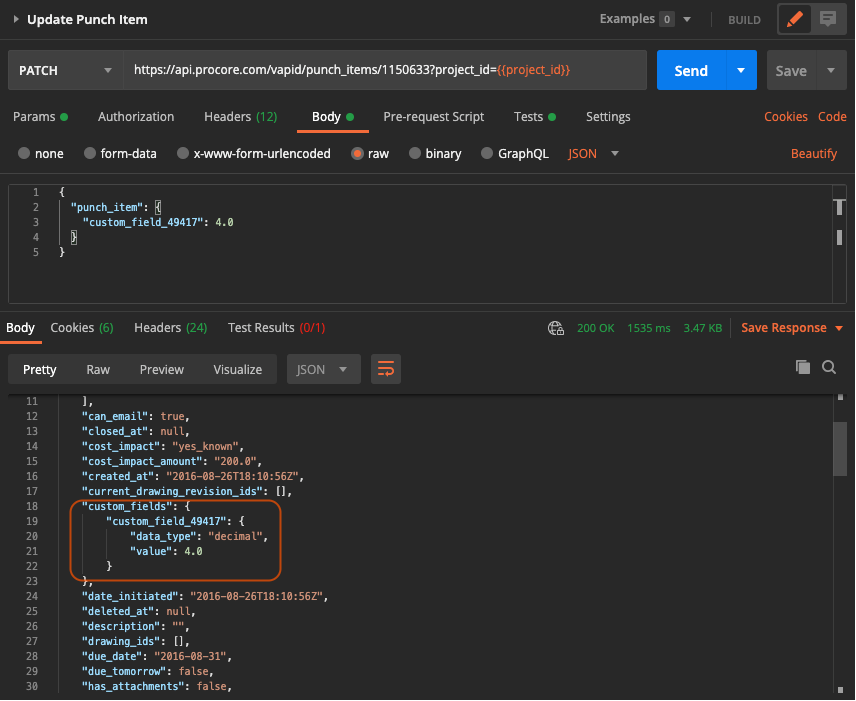 Update Punch Item Examples 0 BUILD
PATCH https://api.procore.com/vapid/punch_items/1150633?project_id={{project_id}} Send Save
Params Authorization Headers (12) Body Pre-request Script Tests Settings Cookies Code
none form-data x-www-form-urlencoded raw binary GraphQL JSON Beautify
1 {
2 "punch_item": {
3 "custom_field_49417": 4.0
4 }
5 }
Body Cookies (6) Headers (24) Test Results (0/1) 200 OK 1535 ms 3.47 KB Save Response
Pretty Raw Preview Visualize JSON
11 ],
12 "can_email": true,
13 "closed_at": null,
14 "cost_impact": "yes_known",
15 "cost_impact_amount": "200.0",
16 "created_at": "2016-08-26T18:10:56Z",
17 "current_drawing_revision_ids": [],
18 "custom_fields": {
19 "custom_field_49417": {
20 "data_type": "decimal",
21 "value": 4.0
22 }
23 },
24 "date_initiated": "2016-08-26T18:10:56Z",
25 "deleted_at": null,
26 "description": "",
27 "drawing_ids": [],
28 "due_date": "2016-08-31",
29 "due_tomorrow": false,
30 "has_attachments": false,